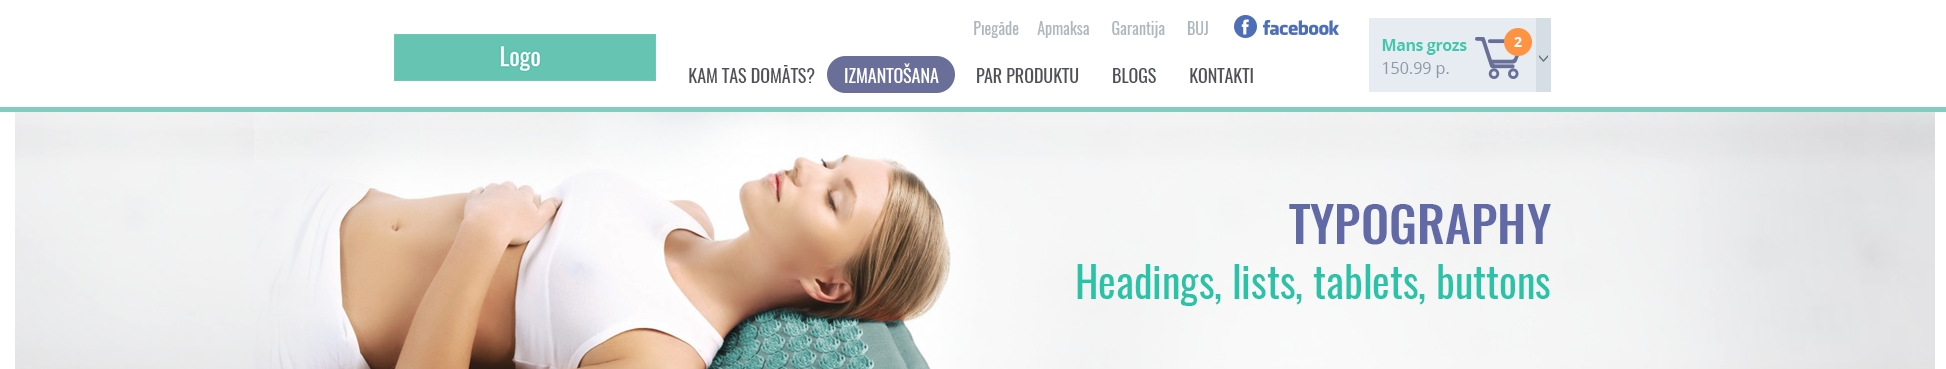 Piegāde Apmaksa Garantija BUJ facebook
Logo
KAM TAS DOMĀTS? IZMANTOŠANA PAR PRODUKTU BLOGS KONTAKTI
Mans grozs 2
150.99 p.
TYPOGRAPHY
Headings, lists, tablets, buttons